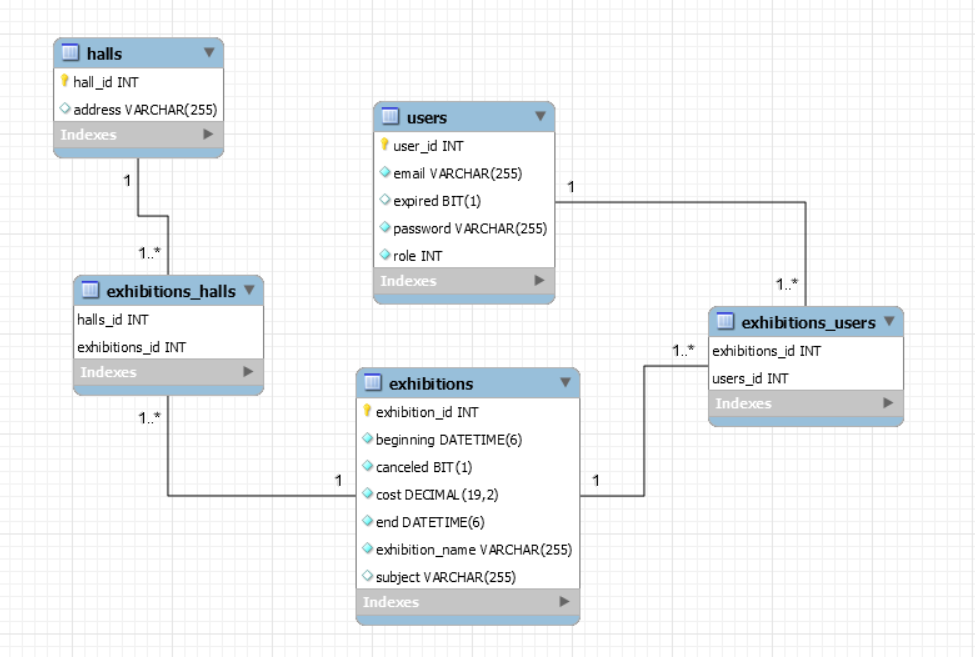 halls
hall_id INT
address VARCHAR(255)
Indexes
1
1..*
users
user_id INT
email VARCHAR(255)
expired BIT(1)
password VARCHAR(255)
role INT
Indexes
1
1..*
exhibitions_halls
halls_id INT
exhibitions_id INT
Indexes
1..*
1
exhibitions
exhibition_id INT
beginning DATETIME(6)
canceled BIT(1)
cost DECIMAL(19,2)
end DATETIME(6)
exhibition_name VARCHAR(255)
subject VARCHAR(255)
Indexes
1
1..*
exhibitions_users
exhibitions_id INT
users_id INT
Indexes